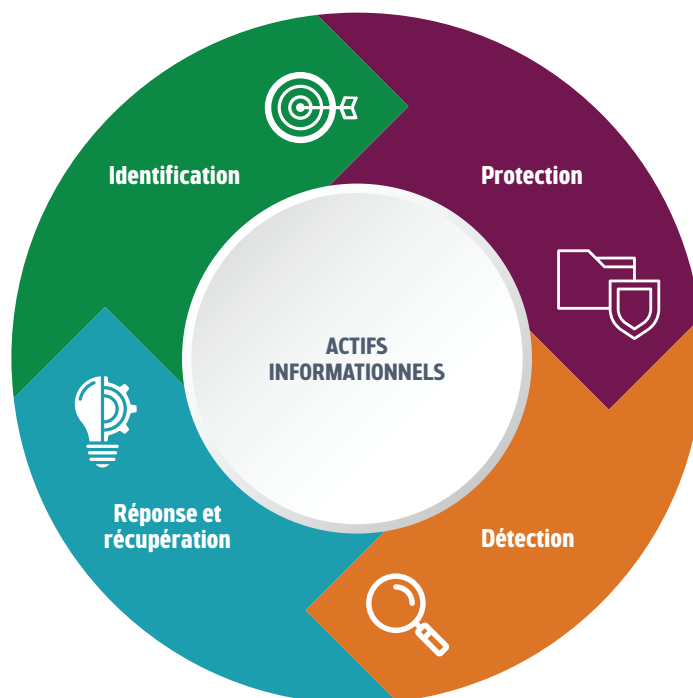 Identification
Protection
ACTIFS
INFORMATIONNELS
Réponse et
récupération
Détection